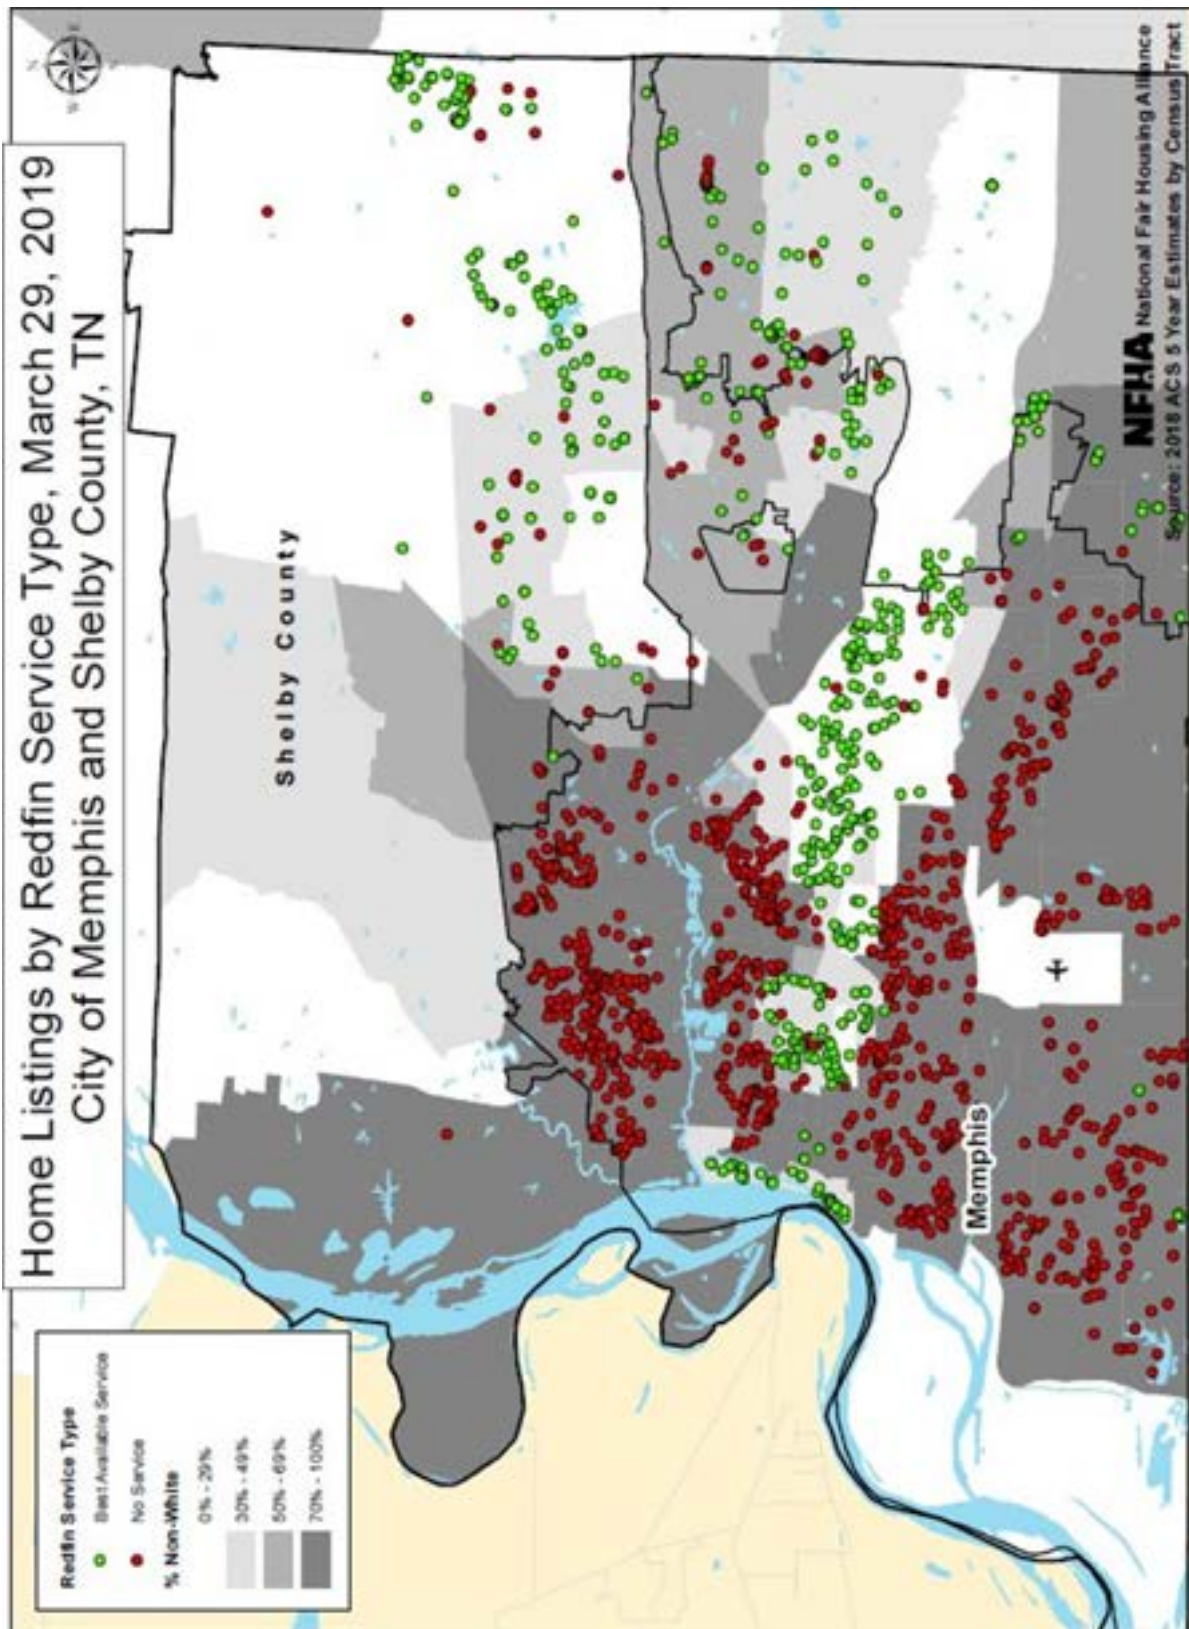 Home Listings by Redfin Service Type, March 29, 2019
City of Memphis and Shelby County, TN
N
E
W
Redfin Service Type
Best Available Service
No Service
% Non-White
0% - 29%
30% - 49%
50% - 69%
70% - 100%
Shelby County
Memphis
NFHA National Fair Housing Alliance
Source: 2018 ACS 5 Year Estimates by Census Tract